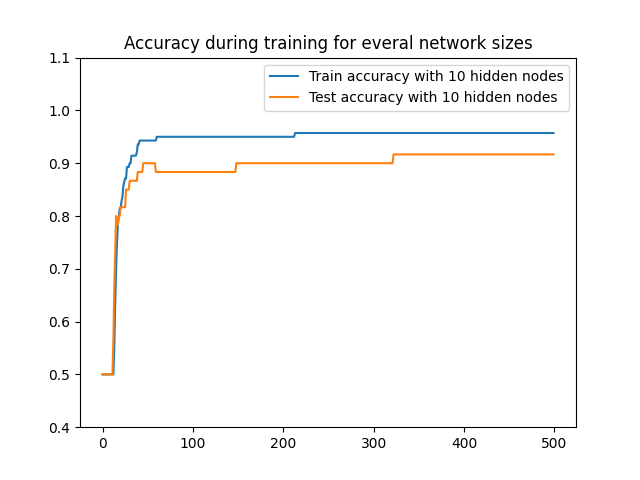 Accuracy during training for everal network sizes
Train accuracy with 10 hidden nodes
Test accuracy with 10 hidden nodes
1.1
1.0
0.9
0.8
0.7
0.6
0.5
0.4
0 100 200 300 400 500